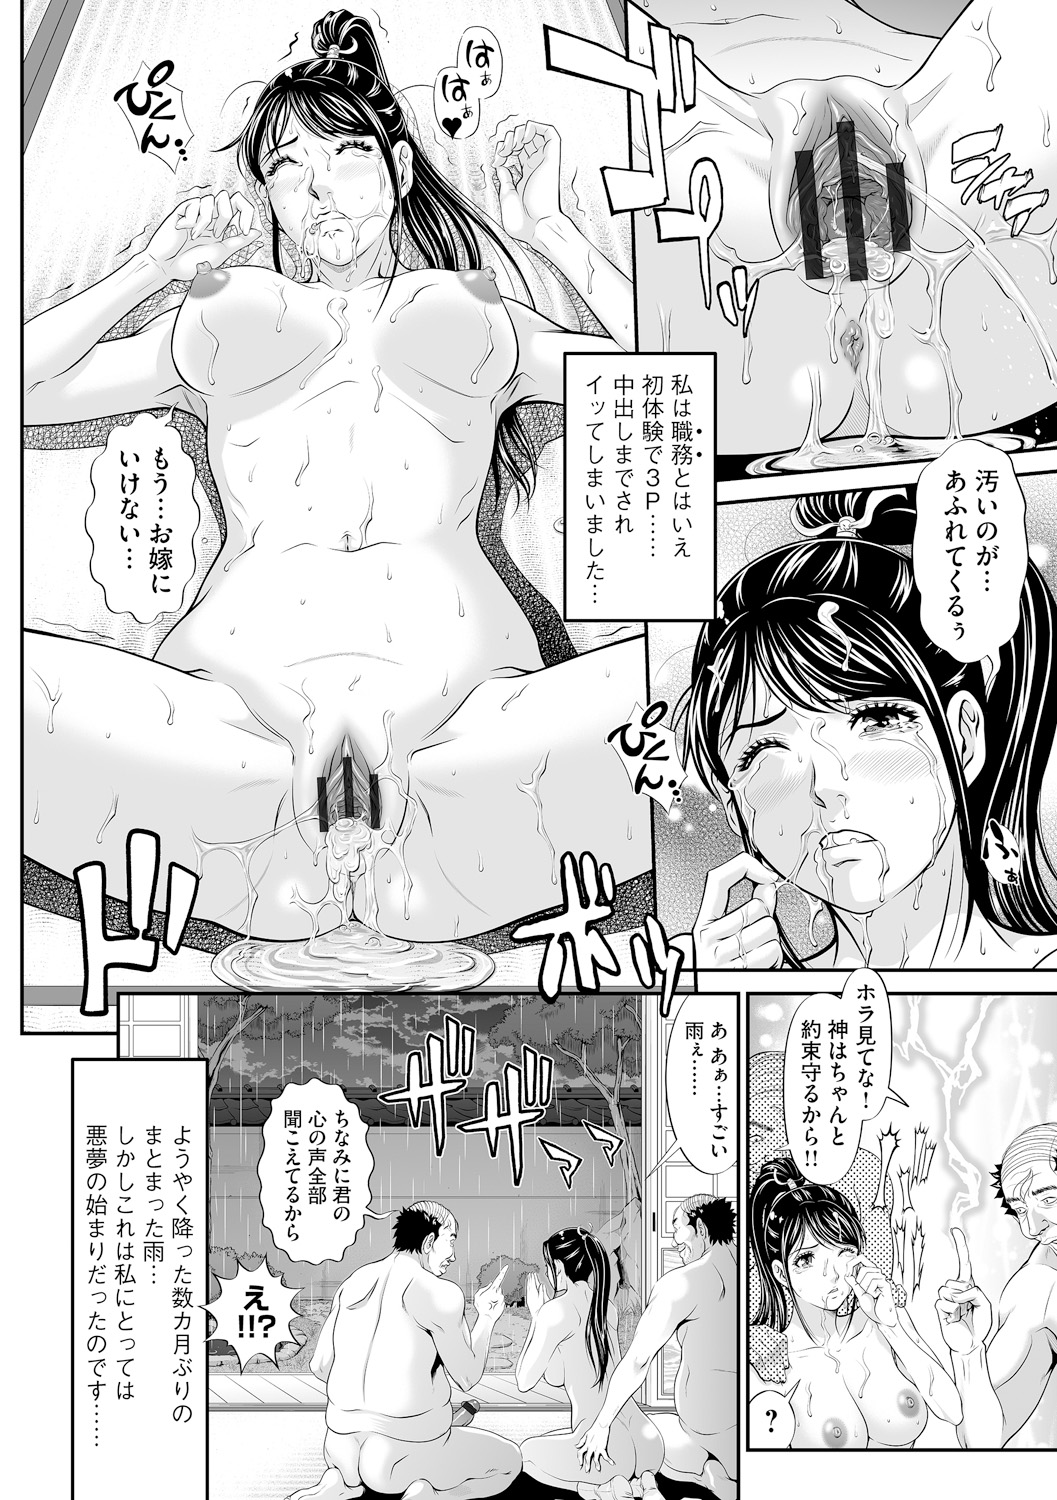 ゴプッ
ビクッ
汚いのが…
あふれてくるぅ
ふぁ
ぴくん…
私は職務とはいえ
初体験で3P……
中出しまでされ
イッてしまいました…
はぁ
はぁ♥
ぴくん…
もう…お嫁に
いけない…
ボッ
ドッ
ホラ見てな!
神はちゃんと
約束守るから!!
?
あ あぁ…すごい
雨ぇ……
ザザザ
ちなみに君の
心の声全部
聞こえてるから
え!!?
ようやく降った数カ月ぶりの
まとまった雨…
しかしこれは私にとっては
悪夢の始まりだったのです……